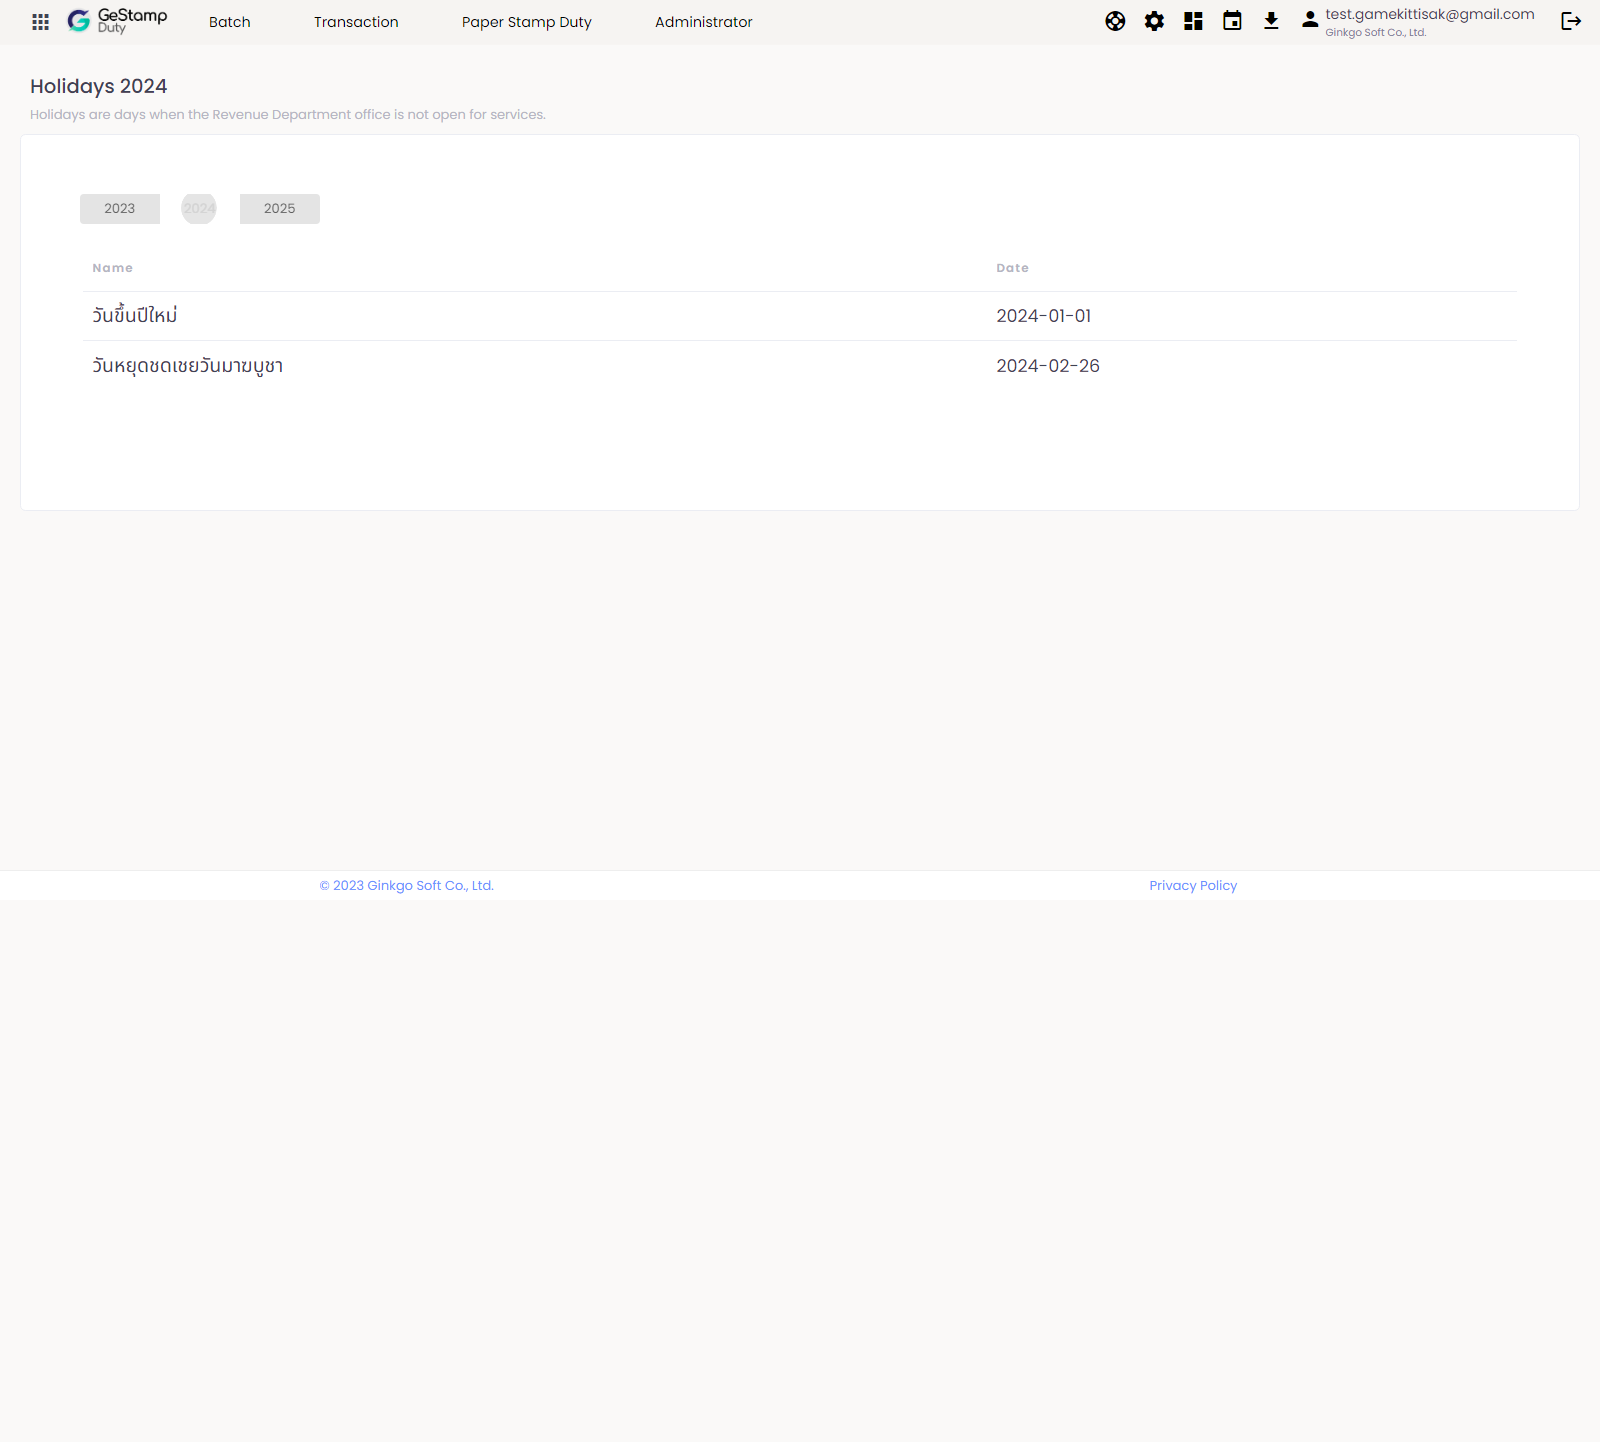 GeStamp
Duty
Batch
Transaction
Paper Stamp Duty
Administrator
test.gamekittisak@gmail.com
Ginkgo Soft Co., Ltd.
Holidays 2024
Holidays are days when the Revenue Department office is not open for services.
2023
2024
2025
Name
Date
วันขึ้นปีใหม่
2024-01-01
วันหยุดชดเชยวันมาฆบูชา
2024-02-26
© 2023 Ginkgo Soft Co., Ltd.
Privacy Policy